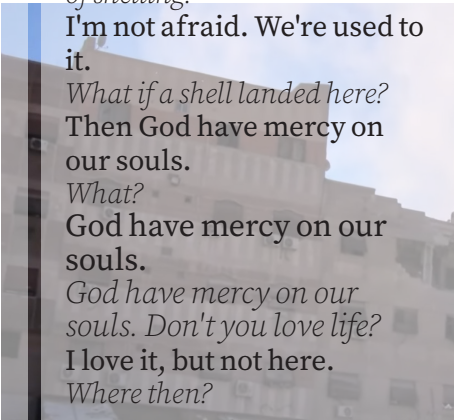 of shelling?
I'm not afraid. We're used to
it.
What if a shell landed here?
Then God have mercy on
our souls.
What?
God have mercy on our
souls.
God have mercy on our
souls. Don't you love life?
I love it, but not here.
Where then?